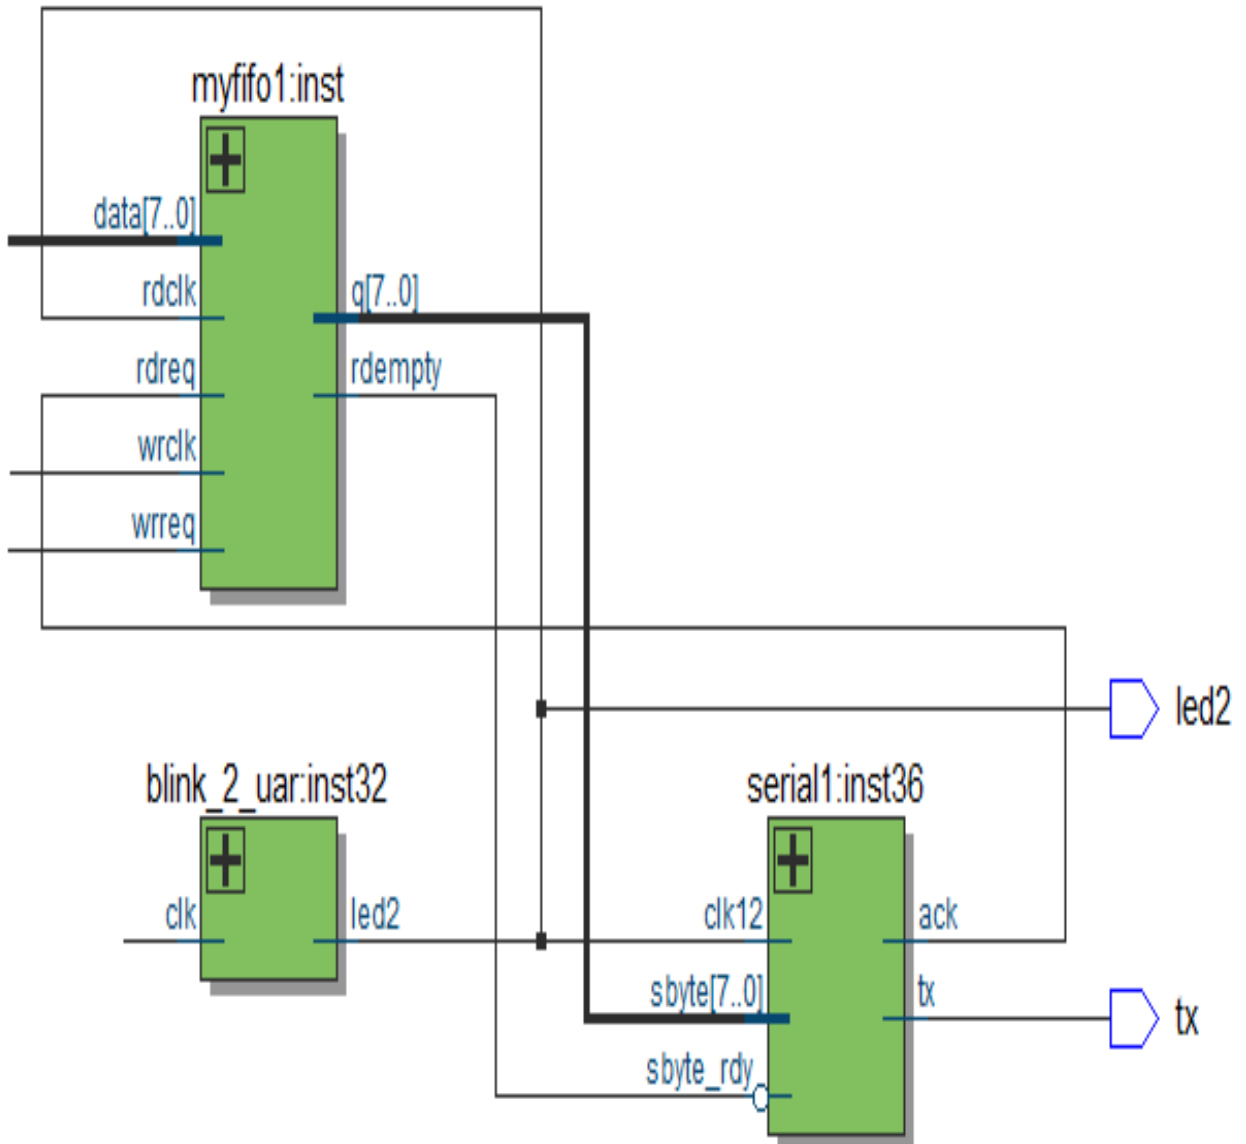 myfifo1:inst
data[7..0]
rdclk
q[7..0]
rdreq
rdempty
wrclk
wrreq
led2
blink_2_uar:inst32
serial1:inst36
clk
led2
clk12
ack
sbyte[7..0]
tx
tx
sbyte_rdy